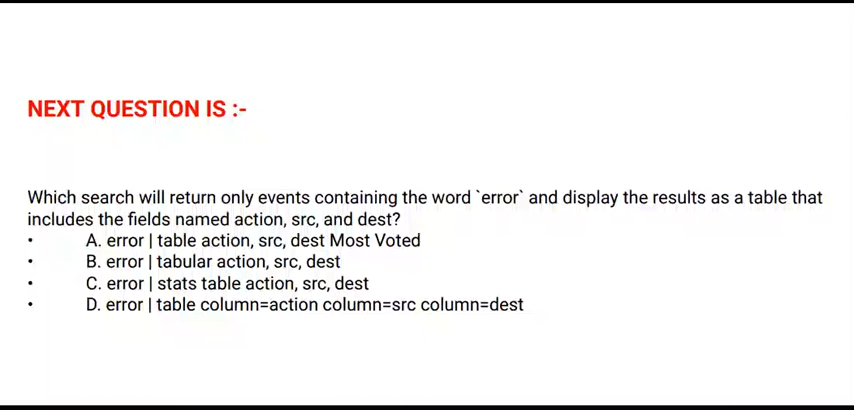 NEXT QUESTION IS :-
Which search will return only events containing the word `error` and display the results as a table that
includes the fields named action, src, and dest?
• A. error | table action, src, dest Most Voted
• B. error | tabular action, src, dest
• C. error | stats table action, src, dest
• D. error | table column=action column=src column=dest